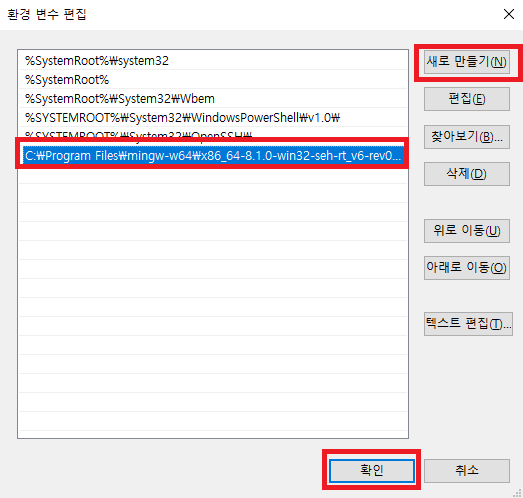 환경 변수 편집
%SystemRoot%₩system32
%SystemRoot%
%SystemRoot%₩System32₩Wbem
%SYSTEMROOT%₩System32₩WindowsPowerShell₩v1.0₩
%SYSTEMROOT%₩System32₩OpenSSH₩
C:₩Program Files₩mingw-w64₩x86_64-8.1.0-win32-seh-rt_v6-rev0...
새로 만들기(N)
편집(E)
찾아보기(B)...
삭제(D)
위로 이동(U)
아래로 이동(O)
텍스트 편집(T)...
확인
취소